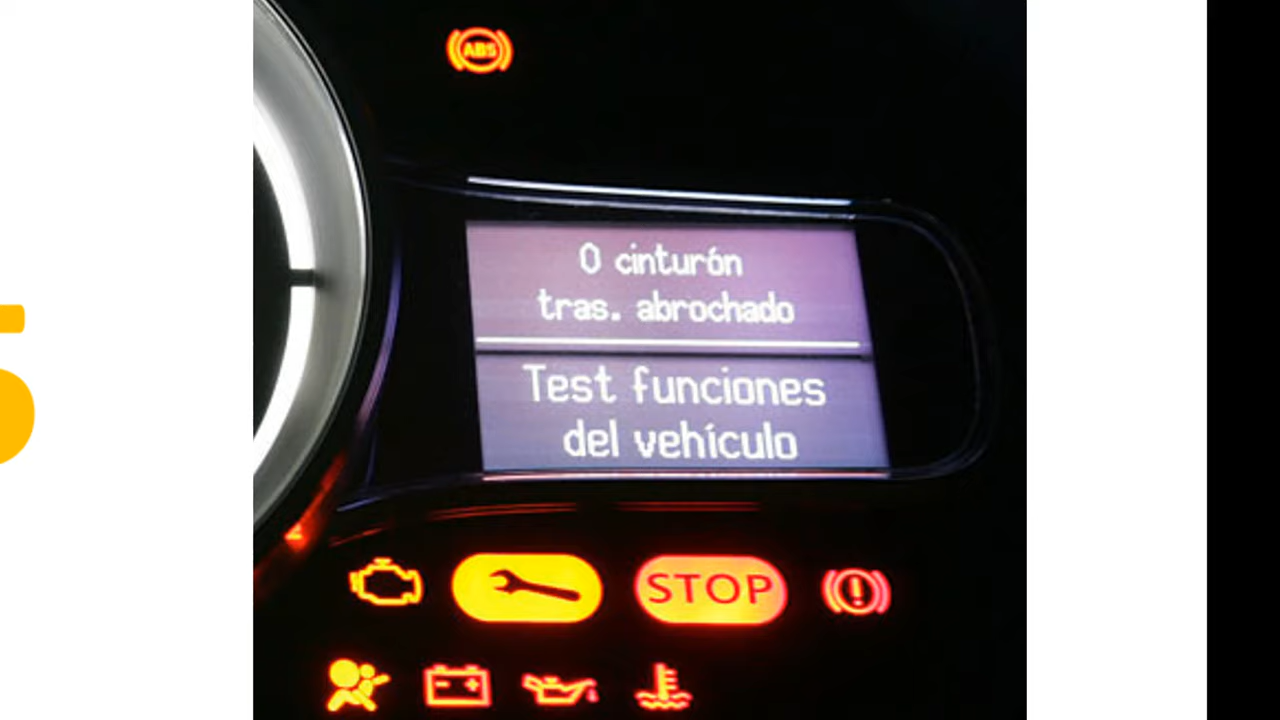 ABS
0 cinturón
tras. abrochado
Test funciones
del vehículo
STOP